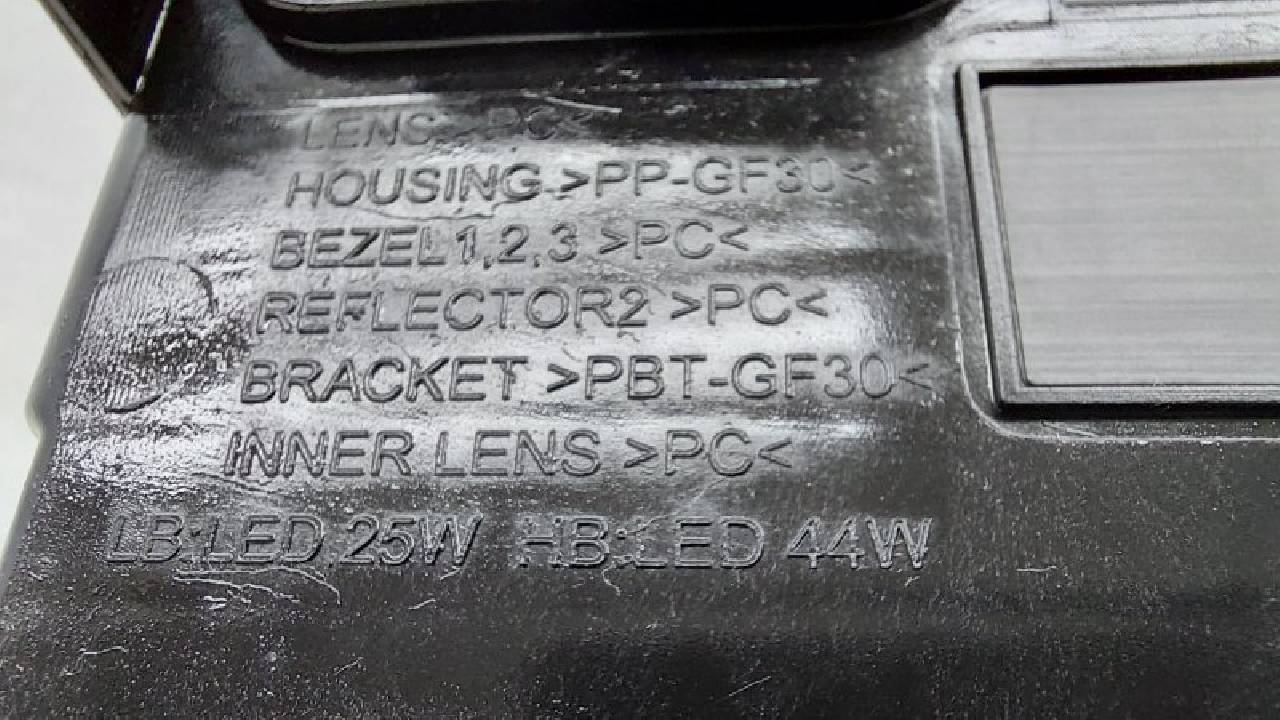 LENS >PC<
HOUSING >PP-GF30<
BEZEL1,2,3 >PC<
REFLECTOR2 >PC<
BRACKET >PBT-GF30<
INNER LENS >PC<
LB:LED 25W HB:LED 44W